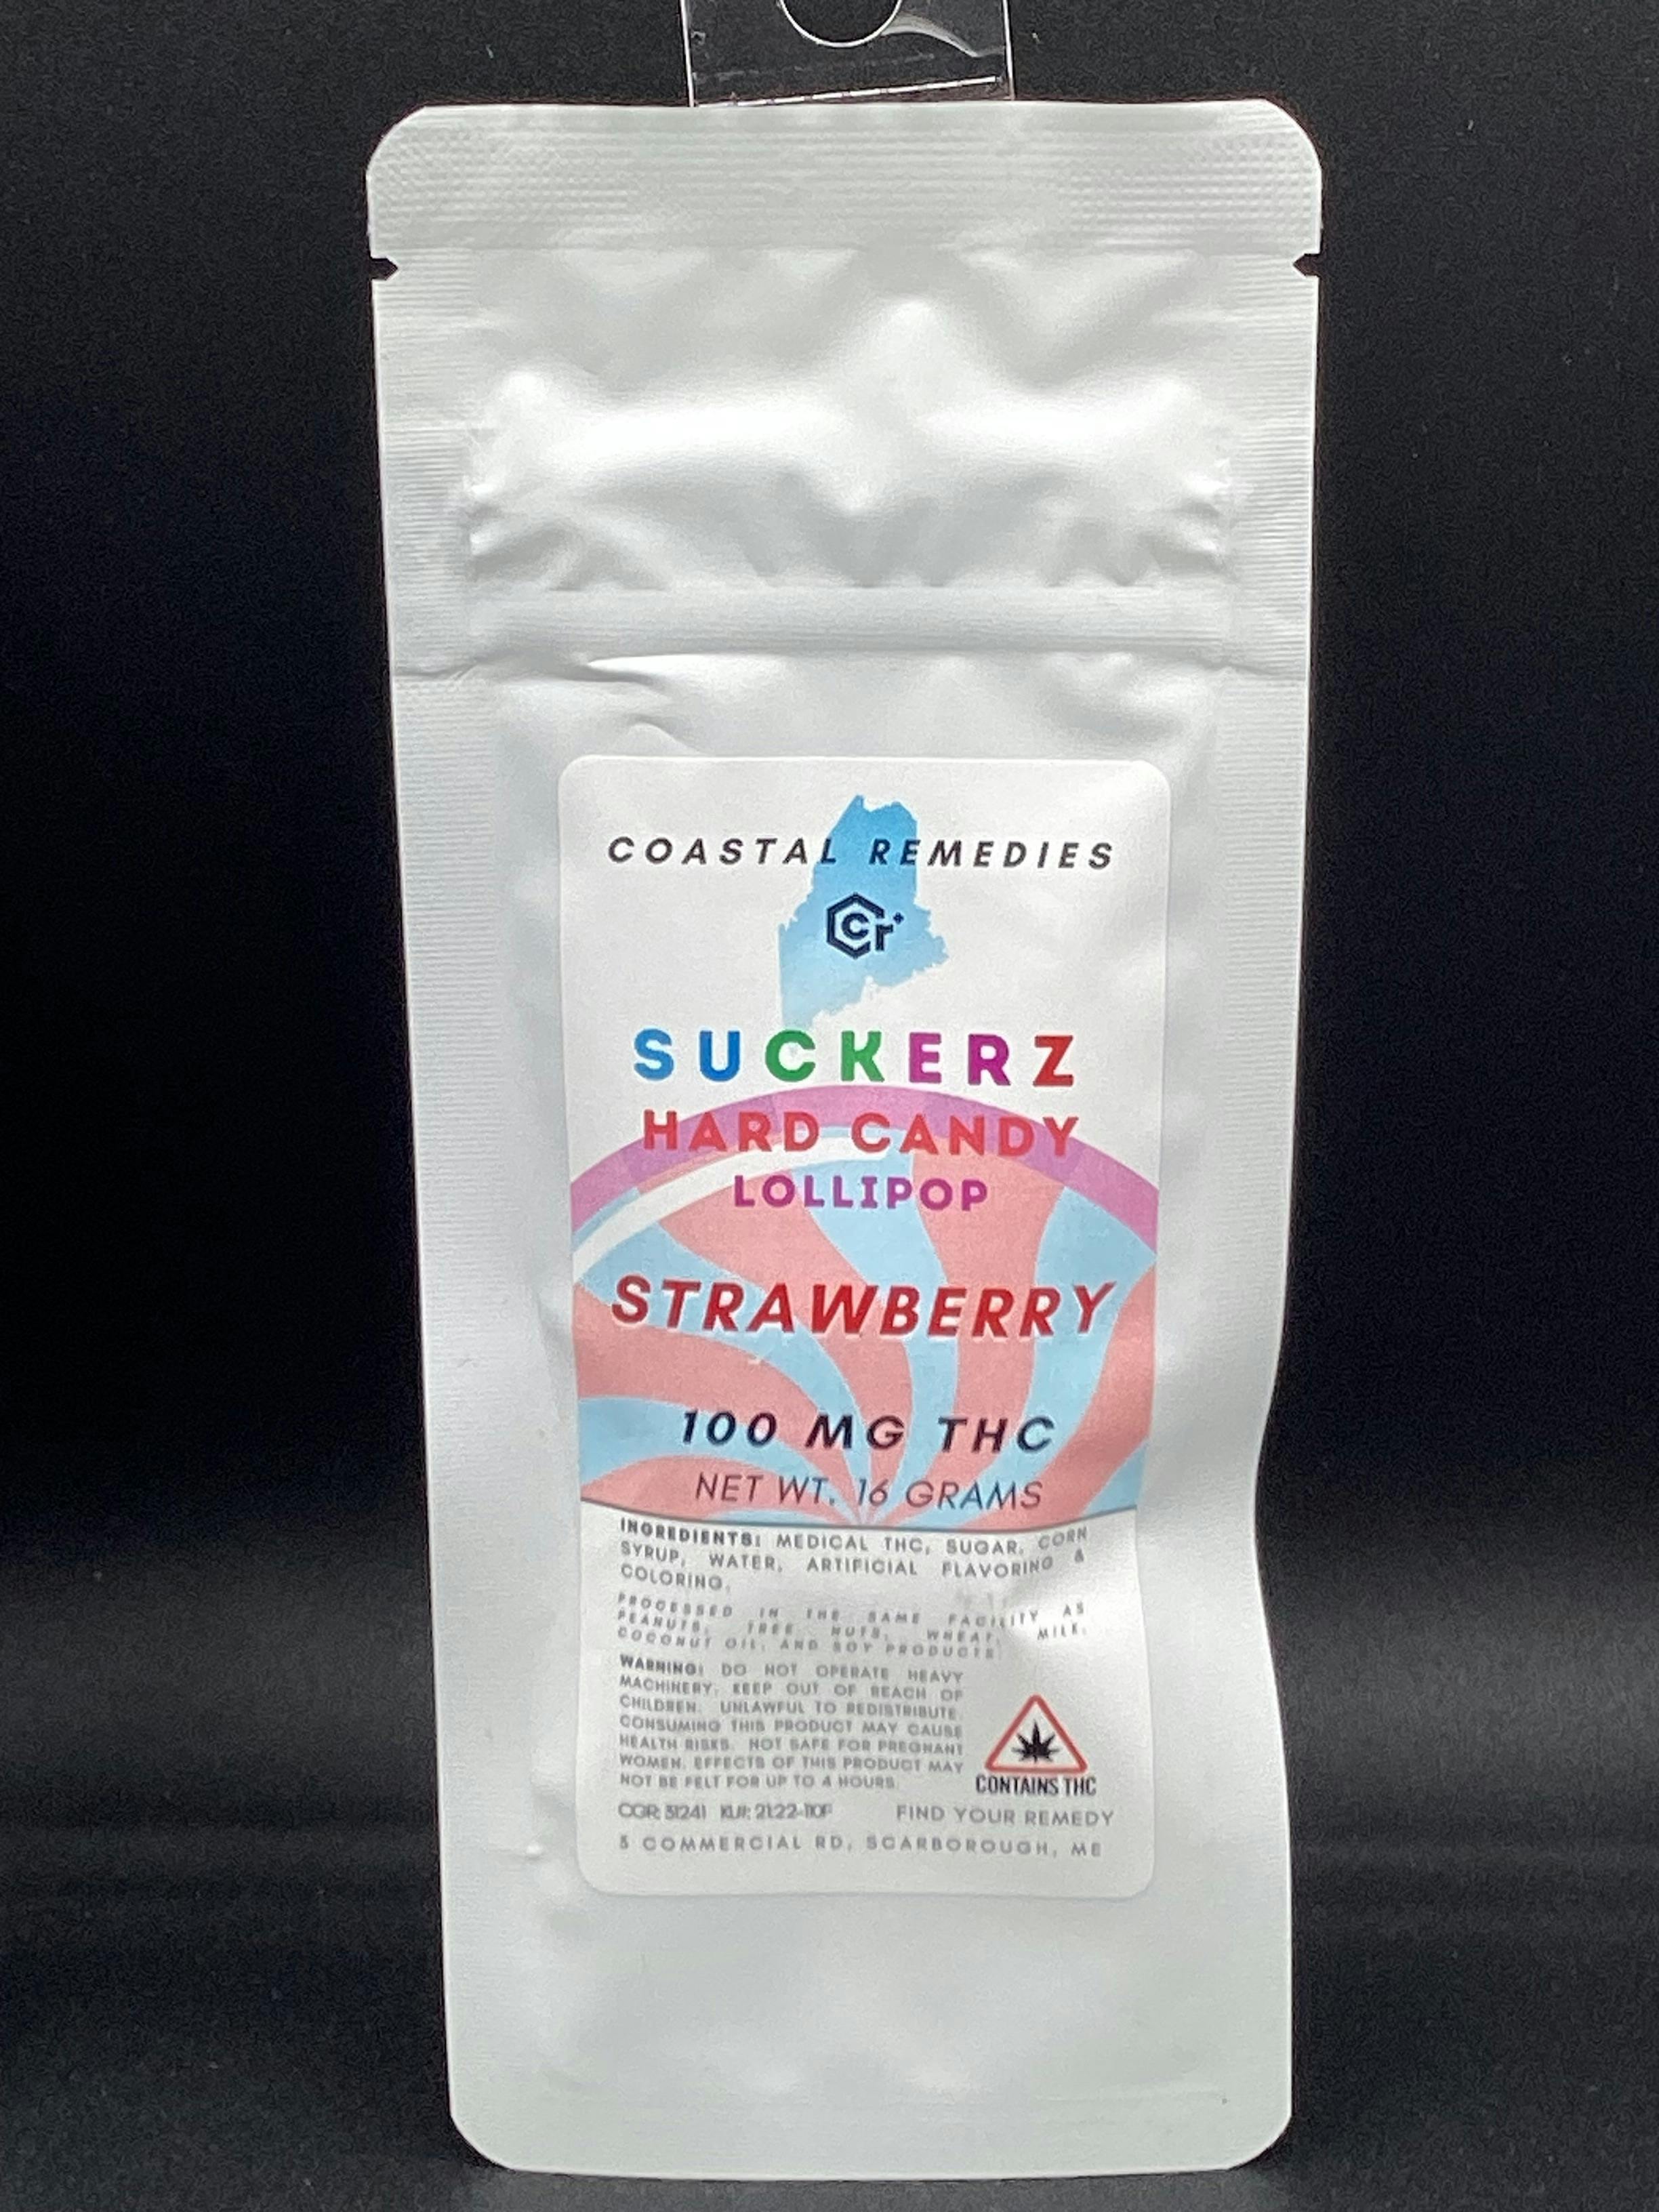 COASTAL REMEDIES
Cr+
SUCKERZ
HARD CANDY
LOLLIPOP
STRAWBERRY
100 MG THC
NET WT. 16 GRAMS
INGREDIENTS: MEDICAL THC, SUGAR, CORN
SYRUP, WATER, ARTIFICIAL FLAVORING &
COLORING.
PROCESSED IN THE SAME FACILITY AS
PEANUTS, TREE NUTS, WHEAT, MILK,
COCONUT OIL, AND SOY PRODUCTS
WARNING: DO NOT OPERATE HEAVY
MACHINERY. KEEP OUT OF REACH OF
CHILDREN. UNLAWFUL TO REDISTRIBUTE.
CONSUMING THIS PRODUCT MAY CAUSE
HEALTH RISKS. NOT SAFE FOR PREGNANT
WOMEN. EFFECTS OF THIS PRODUCT MAY
NOT BE FELT FOR UP TO 4 HOURS.
CONTAINS THC
CGR: 31241
FIND YOUR REMEDY
5 COMMERCIAL RD, SCARBOROUGH, ME